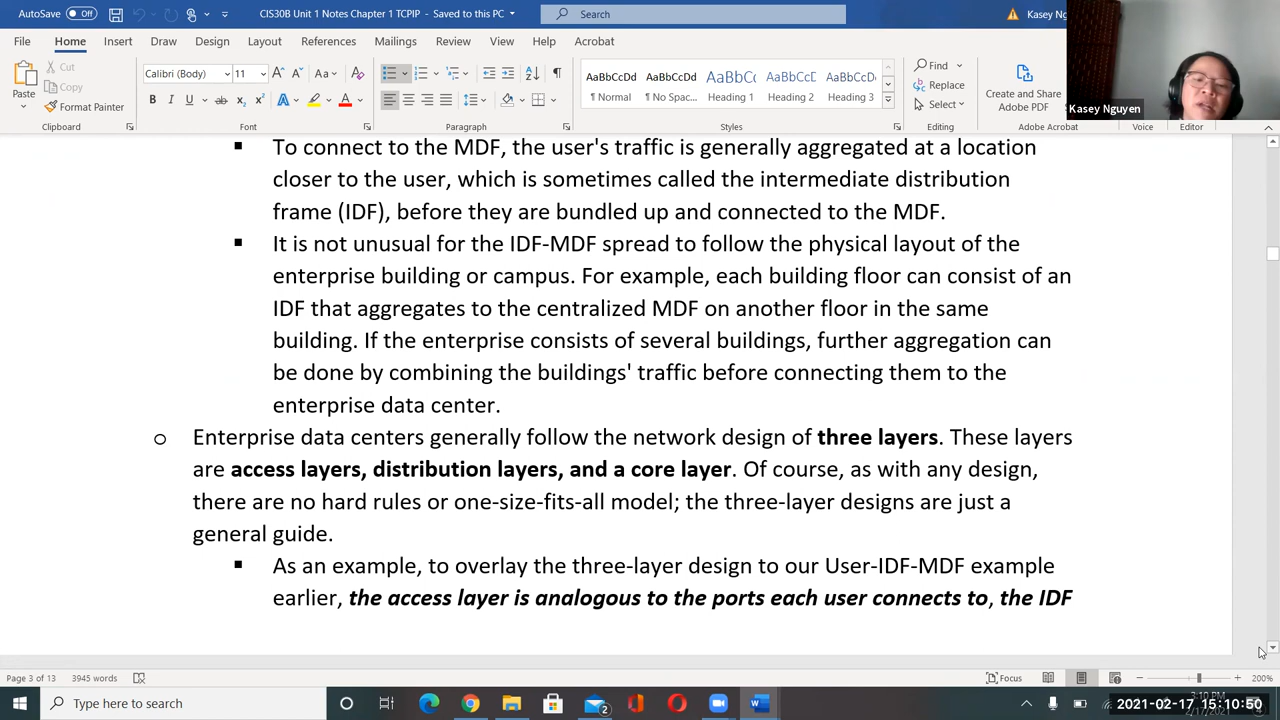 AutoSave Off CIS30B Unit 1 Notes Chapter 1 TCPIP - Saved to this PC Search Kasey Ng
File Home Insert Draw Design Layout References Mailings Review View Help Acrobat
Paste Cut Copy Format Painter Clipboard
Calibri (Body) 11 Font
Paragraph
AaBbCcDd AaBbCcDd AaBbC AaBbCcD AaBbCcD
Normal No Spac... Heading 1 Heading 2 Heading 3
Styles
Find Replace Select Editing
Create and Share Adobe PDF Adobe Acrobat
Voice Editor
Kasey Nguyen
To connect to the MDF, the user's traffic is generally aggregated at a location
closer to the user, which is sometimes called the intermediate distribution
frame (IDF), before they are bundled up and connected to the MDF.
It is not unusual for the IDF-MDF spread to follow the physical layout of the
enterprise building or campus. For example, each building floor can consist of an
IDF that aggregates to the centralized MDF on another floor in the same
building. If the enterprise consists of several buildings, further aggregation can
be done by combining the buildings' traffic before connecting them to the
enterprise data center.
Enterprise data centers generally follow the network design of three layers. These layers
are access layers, distribution layers, and a core layer. Of course, as with any design,
there are no hard rules or one-size-fits-all model; the three-layer designs are just a
general guide.
As an example, to overlay the three-layer design to our User-IDF-MDF example
earlier, the access layer is analogous to the ports each user connects to, the IDF
Page 3 of 13 3945 words Focus 200%
Type here to search
3:10 PM
2021-02-17 15:10:50